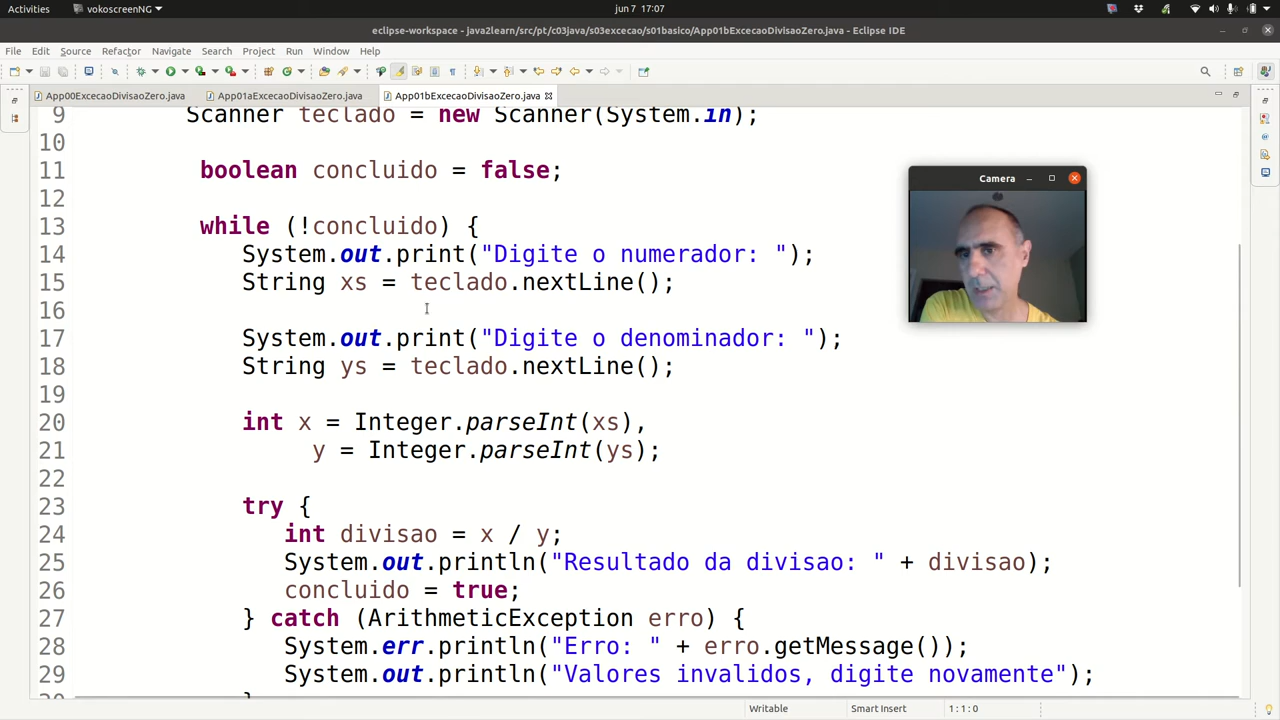 Activities vokoscreenNG jun 7 17:07
eclipse-workspace - java2learn/src/pt/c03java/s03excecao/s01basico/App01bExcecaoDivisaoZero.java - Eclipse IDE
File Edit Source Refactor Navigate Search Project Run Window Help
App00ExcecaoDivisaoZero.java App01aExcecaoDivisaoZero.java App01bExcecaoDivisaoZero.java
9 Scanner teclado = new Scanner(System.in);
10
11 boolean concluido = false;
12
13 while (!concluido) {
14 System.out.print("Digite o numerador: ");
15 String xs = teclado.nextLine();
16
17 System.out.print("Digite o denominador: ");
18 String ys = teclado.nextLine();
19
20 int x = Integer.parseInt(xs),
21 y = Integer.parseInt(ys);
22
23 try {
24 int divisao = x / y;
25 System.out.println("Resultado da divisao: " + divisao);
26 concluido = true;
27 } catch (ArithmeticException erro) {
28 System.err.println("Erro: " + erro.getMessage());
29 System.out.println("Valores invalidos, digite novamente");
30 }
Camera
Writable Smart Insert 1:1:0